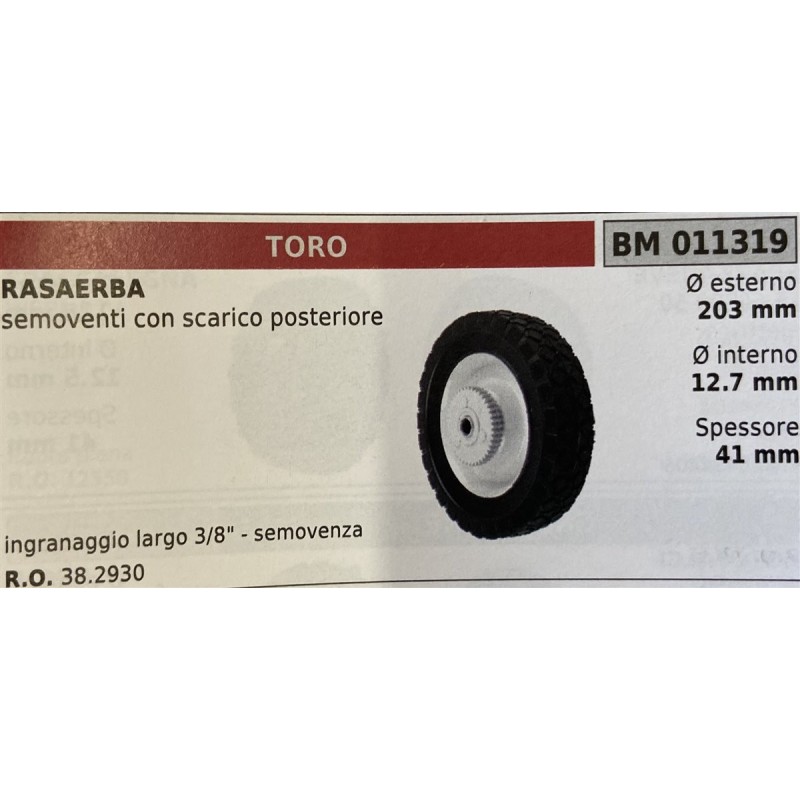 TORO
BM 011319
RASAERBA
semoventi con scarico posteriore
Ø esterno
203 mm
Ø interno
12.7 mm
Spessore
41 mm
ingranaggio largo 3/8" - semovenza
R.O. 38.2930